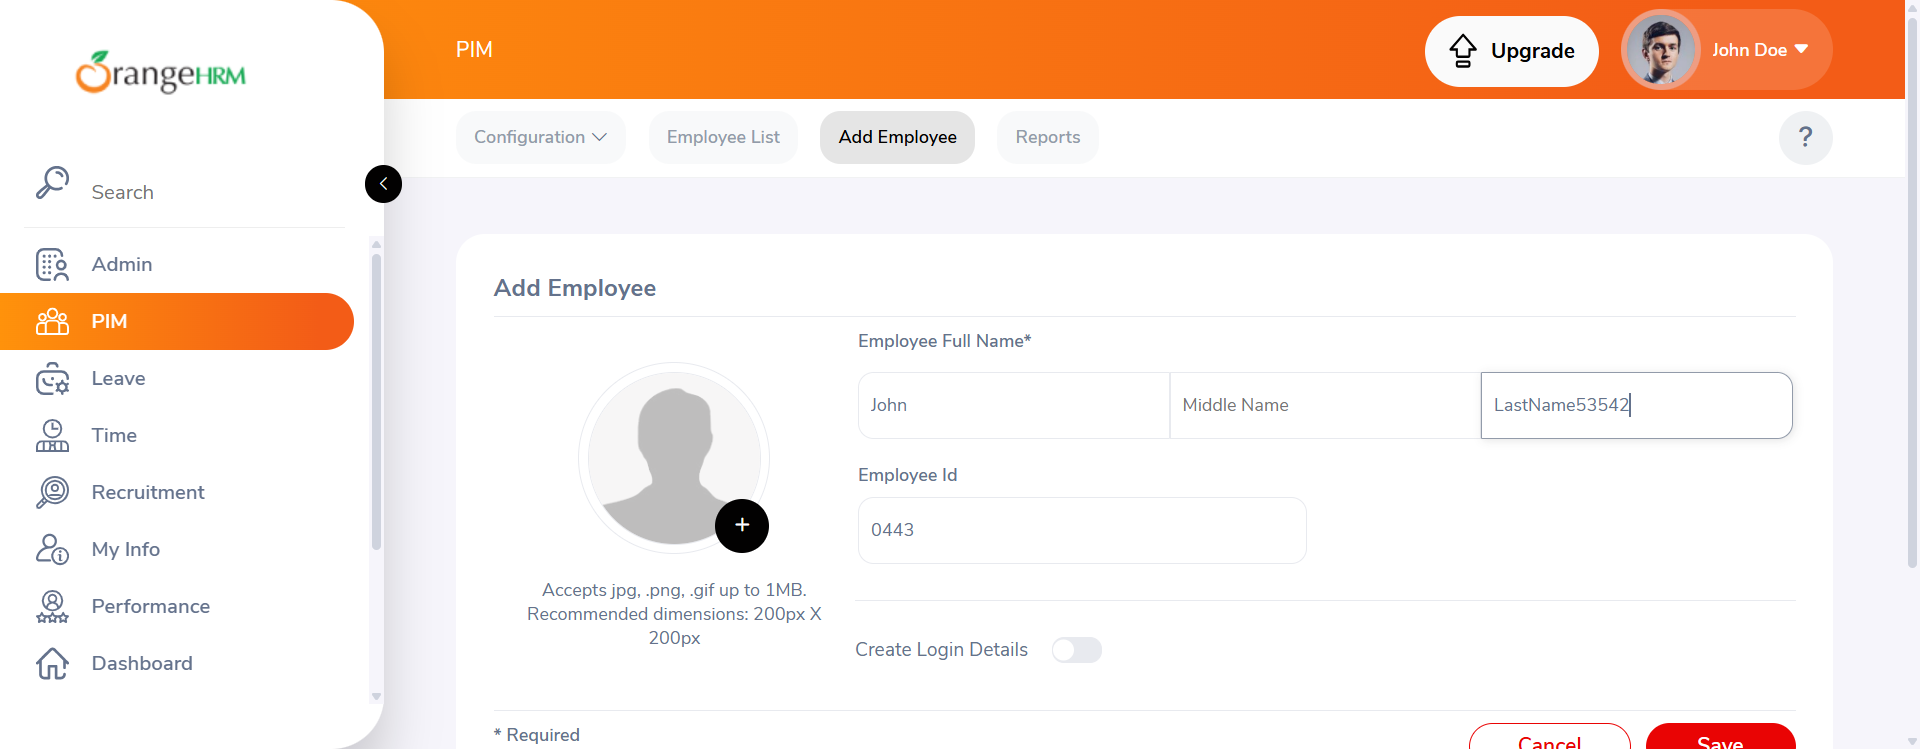 OrangeHRM
Search
Admin
PIM
Leave
Time
Recruitment
My Info
Performance
Dashboard
PIM
Upgrade
John Doe
Configuration
Employee List
Add Employee
Reports
?
Add Employee
Accepts jpg, .png, .gif up to 1MB.
Recommended dimensions: 200px X
200px
Employee Full Name*
John
Middle Name
LastName53542
Employee Id
0443
Create Login Details
* Required
Cancel
Save